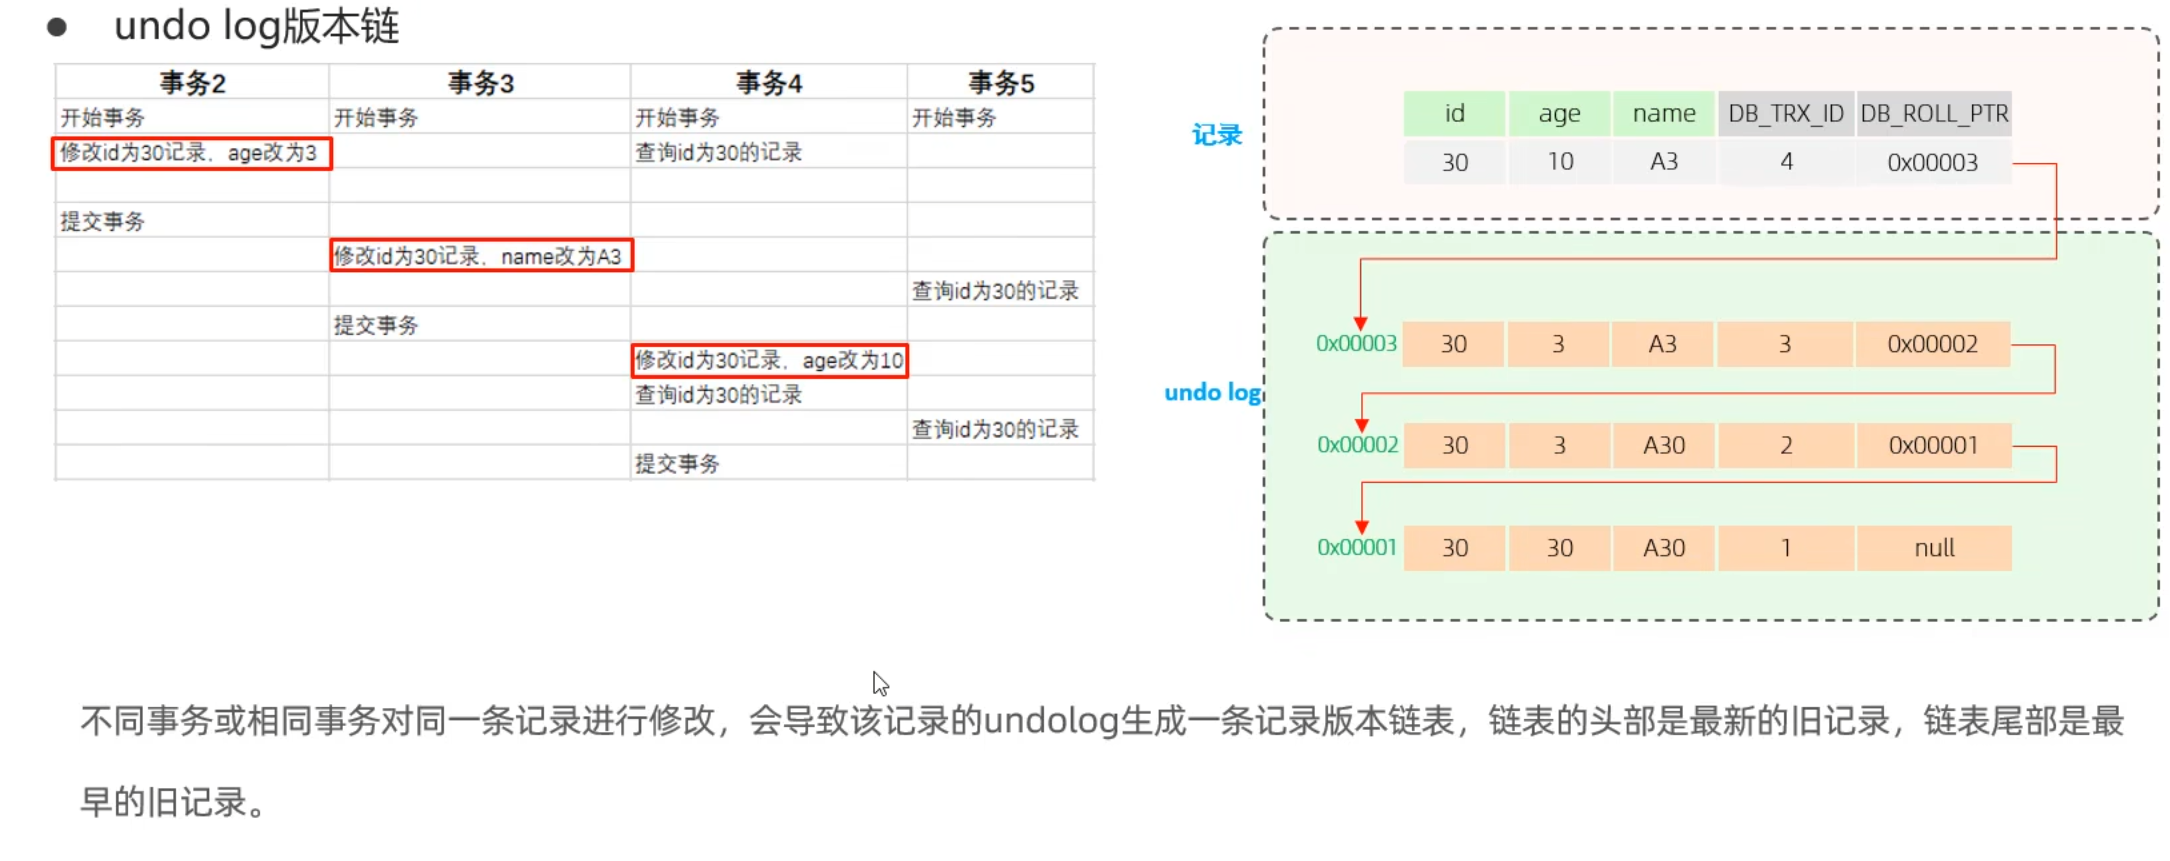 ● undo log版本链
事务2 事务3 事务4 事务5
开始事务 开始事务 开始事务 开始事务
修改id为30记录，age改为3 查询id为30的记录
提交事务
修改id为30记录，name改为A3
查询id为30的记录
提交事务
修改id为30记录，age改为10
查询id为30的记录
查询id为30的记录
提交事务
记录
id age name DB_TRX_ID DB_ROLL_PTR
30 10 A3 4 0x00003
undo log
0x00003 30 3 A3 3 0x00002
0x00002 30 3 A30 2 0x00001
0x00001 30 30 A30 1 null
不同事务或相同事务对同一条记录进行修改，会导致该记录的undolog生成一条记录版本链表，链表的头部是最新的旧记录，链表尾部是最
早的旧记录。